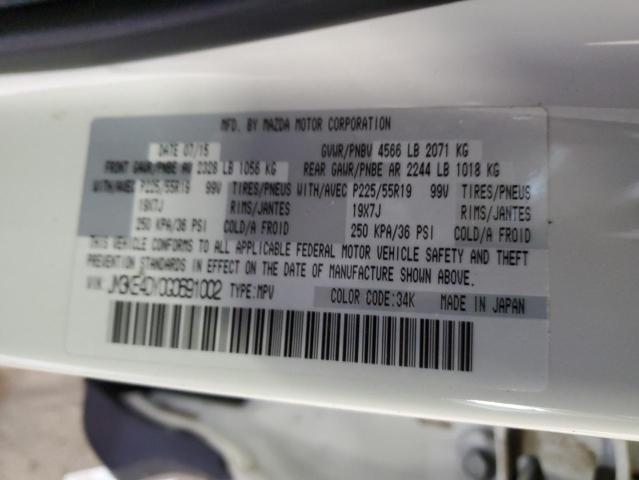 MFD. BY MAZDA MOTOR CORPORATION
DATE 07/15 GVWR/PNBV 4566 LB 2071 KG
FRONT GAWR/PNBE AV 2328 LB 1056 KG REAR GAWR/PNBE AR 2244 LB 1018 KG
WITH/AVEC P225/55R19 99V TIRES/PNEUS WITH/AVEC P225/55R19 99V TIRES/PNEUS
19X7J RIMS/JANTES 19X7J RIMS/JANTES
250 KPA/36 PSI COLD/A FROID 250 KPA/36 PSI COLD/A FROID
THIS VEHICLE CONFORMS TO ALL APPLICABLE FEDERAL MOTOR VEHICLE SAFETY AND THEFT
PREVENTION STANDARDS IN EFFECT ON THE DATE OF MANUFACTURE SHOWN ABOVE.
VIN: JM3KE4DY0G0691002 TYPE:MPV COLOR CODE:34K MADE IN JAPAN